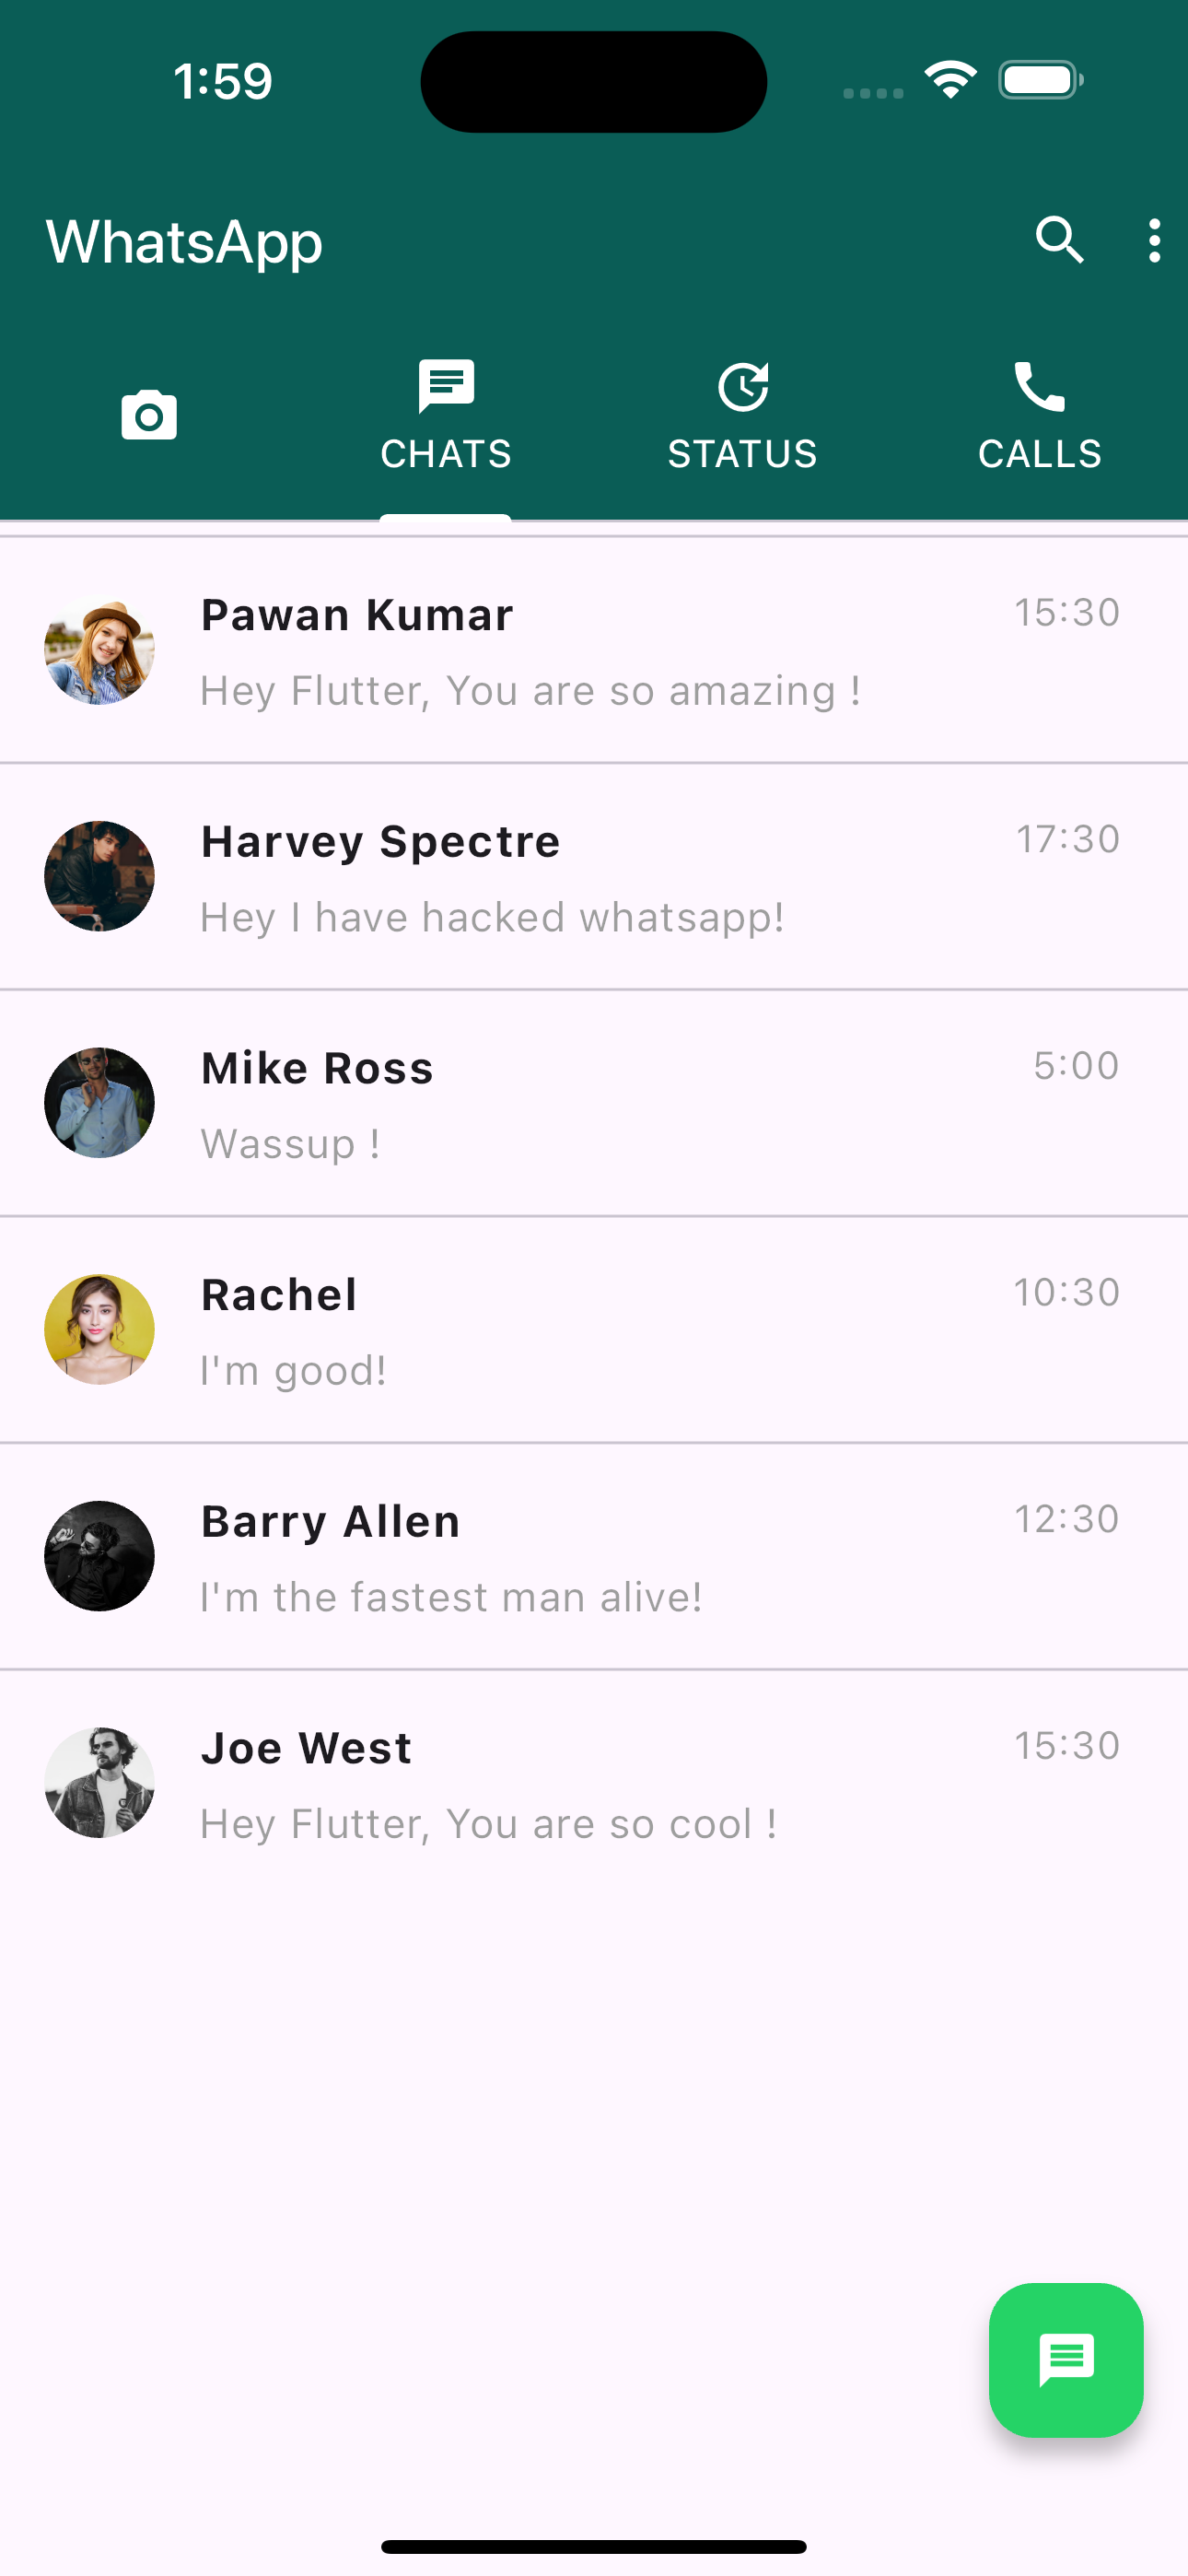 1:59
WhatsApp
CHATS STATUS CALLS
Pawan Kumar 15:30
Hey Flutter, You are so amazing !
Harvey Spectre 17:30
Hey I have hacked whatsapp!
Mike Ross 5:00
Wassup !
Rachel 10:30
I'm good!
Barry Allen 12:30
I'm the fastest man alive!
Joe West 15:30
Hey Flutter, You are so cool !